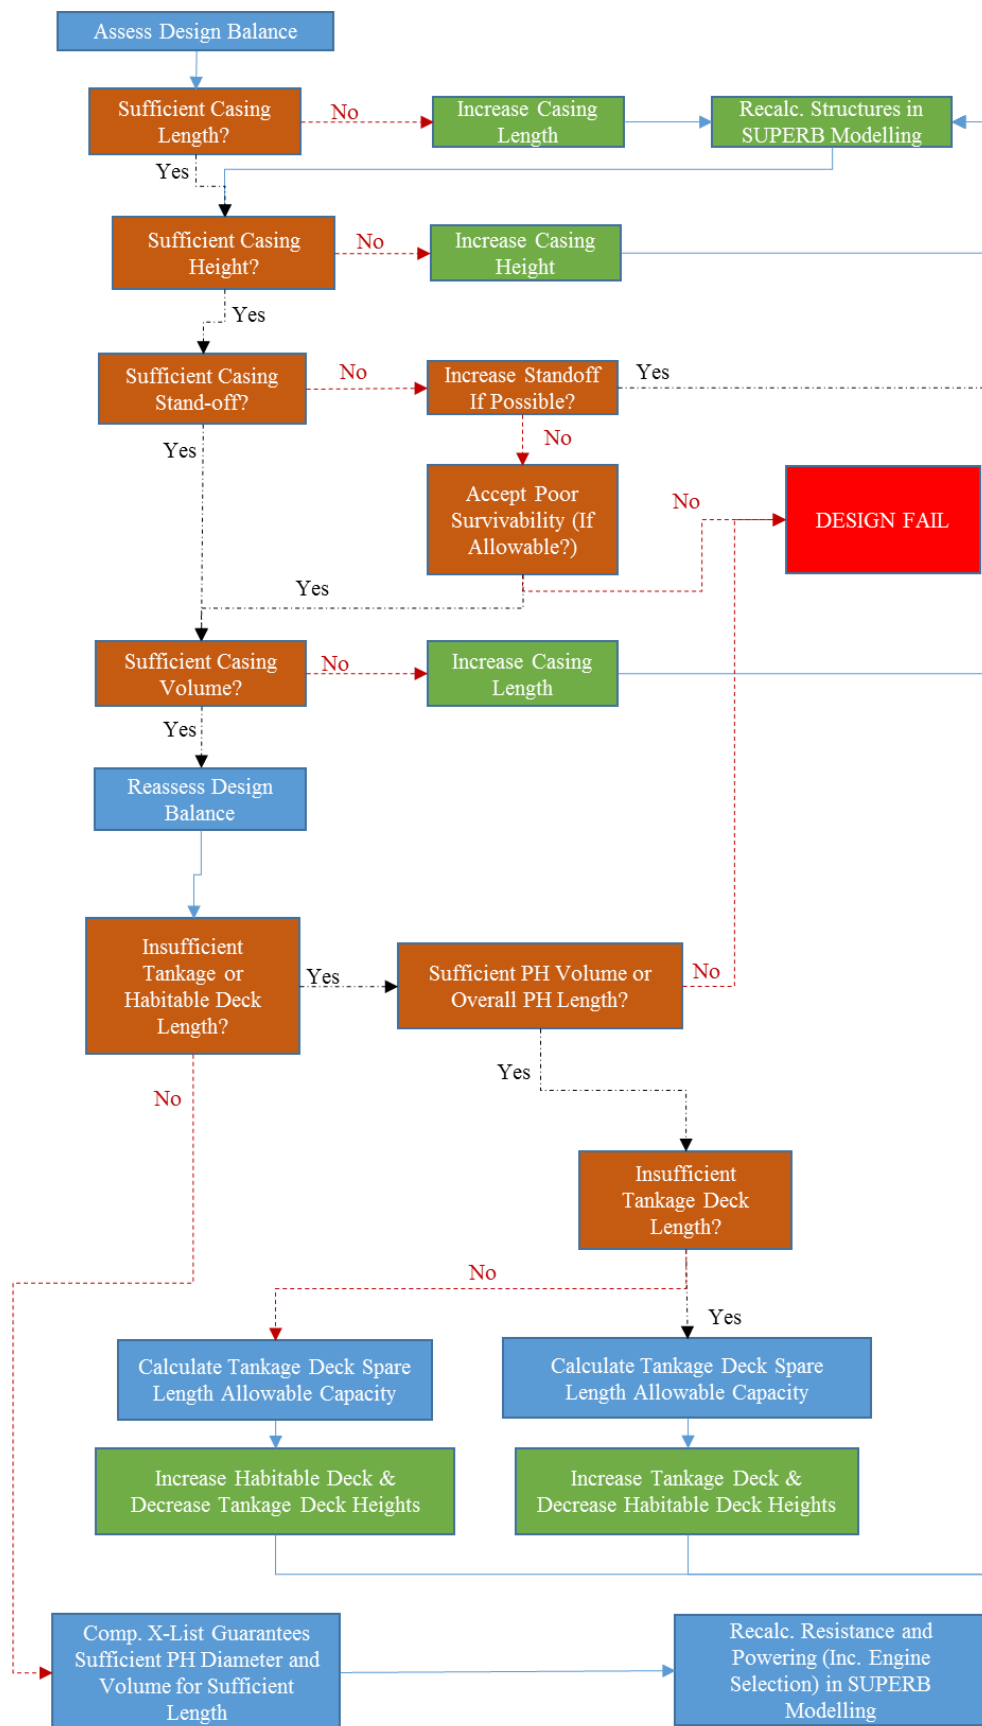 Assess Design Balance
Sufficient Casing
Length?
No
Increase Casing
Length
Recalc. Structures in
SUPERB Modelling
Yes
Sufficient Casing
Height?
No
Increase Casing
Height
Yes
Sufficient Casing
Stand-off?
No
Increase Standoff
If Possible?
Yes
Yes
No
Accept Poor
Survivability (If
Allowable?)
No
DESIGN FAIL
Yes
Sufficient Casing
Volume?
No
Increase Casing
Length
Yes
Reassess Design
Balance
Insufficient
Tankage or
Habitable Deck
Length?
Yes
Sufficient PH Volume or
Overall PH Length?
No
No
Yes
Insufficient
Tankage Deck
Length?
No
Yes
Calculate Tankage Deck Spare
Length Allowable Capacity
Calculate Tankage Deck Spare
Length Allowable Capacity
Increase Habitable Deck &
Decrease Tankage Deck Heights
Increase Tankage Deck &
Decrease Habitable Deck Heights
Comp. X-List Guarantees
Sufficient PH Diameter and
Volume for Sufficient
Length
Recalc. Resistance and
Powering (Inc. Engine
Selection) in SUPERB
Modelling